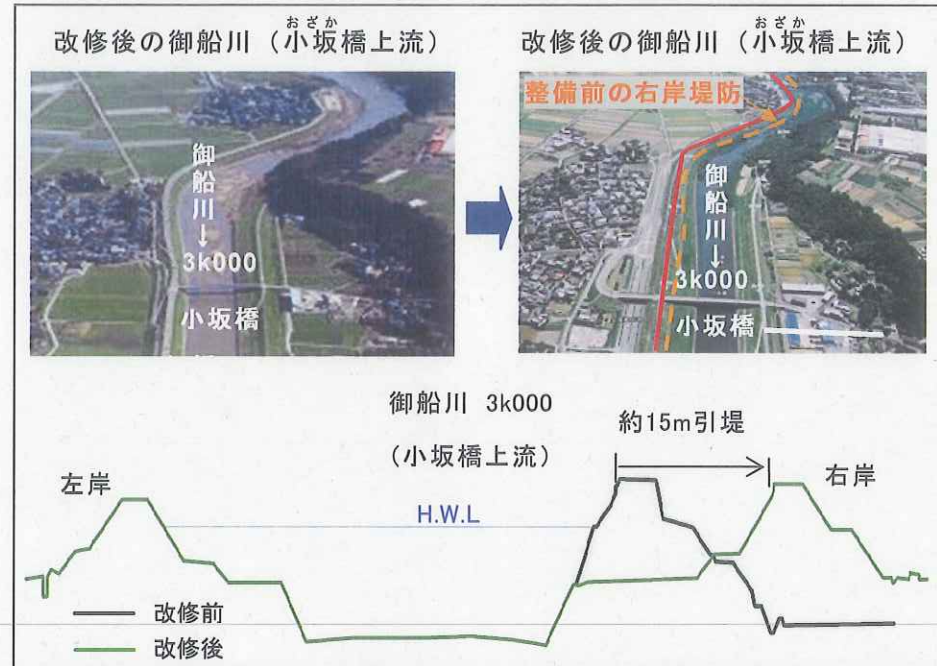 おざか
改修後の御船川（小坂橋上流）
御船川→
3k000
小坂橋
おざか
改修後の御船川（小坂橋上流）
整備前の右岸堤防
御船川→
3k000
小坂橋
御船川 3k000
（小坂橋上流）
約15m引堤
左岸
右岸
H.W.L
改修前
改修後